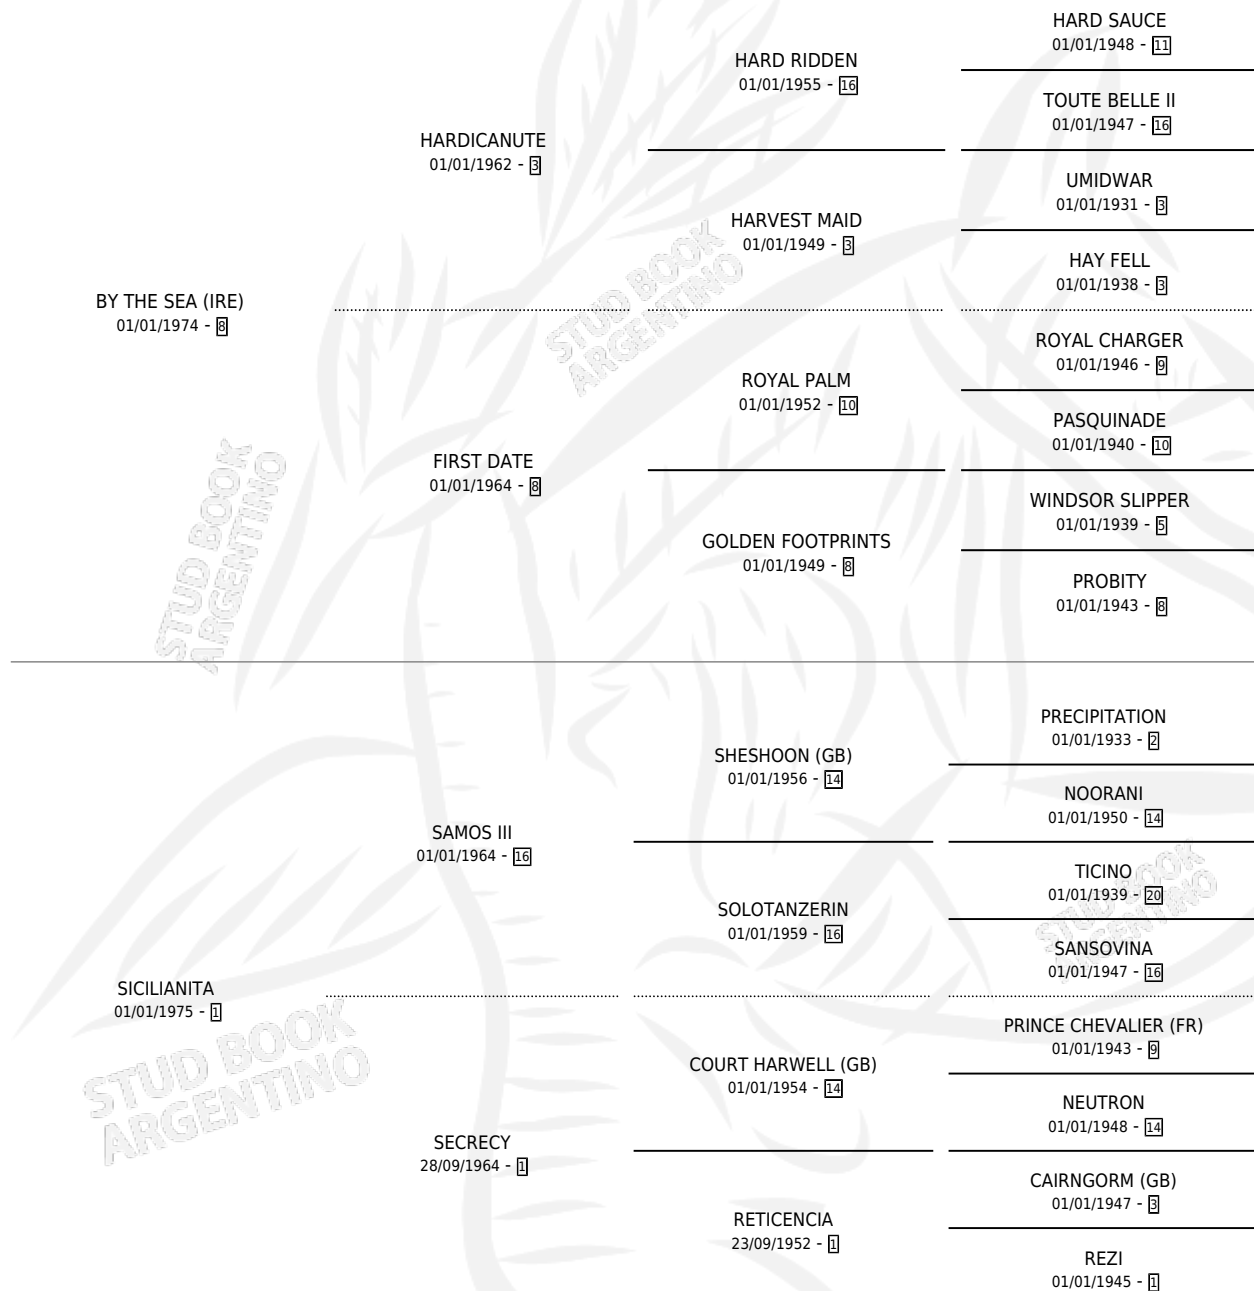 BY THE SEA (IRE)
01/01/1974 - 8
HARDICANUTE
01/01/1962 - 3
HARD RIDDEN
01/01/1955 - 16
HARD SAUCE
01/01/1948 - 11
TOUTE BELLE II
01/01/1947 - 16
HARVEST MAID
01/01/1949 - 3
UMIDWAR
01/01/1931 - 3
HAY FELL
01/01/1938 - 3
FIRST DATE
01/01/1964 - 8
ROYAL PALM
01/01/1952 - 10
ROYAL CHARGER
01/01/1946 - 9
PASQUINADE
01/01/1940 - 10
GOLDEN FOOTPRINTS
01/01/1949 - 8
WINDSOR SLIPPER
01/01/1939 - 5
PROBITY
01/01/1943 - 8
SICILIANITA
01/01/1975 - 1
SAMOS III
01/01/1964 - 16
SHESHOON (GB)
01/01/1956 - 14
PRECIPITATION
01/01/1933 - 2
NOORANI
01/01/1950 - 14
SOLOTANZERIN
01/01/1959 - 16
TICINO
01/01/1939 - 20
SANSOVINA
01/01/1947 - 16
SECRECY
28/09/1964 - 1
COURT HARWELL (GB)
01/01/1954 - 14
PRINCE CHEVALIER (FR)
01/01/1943 - 9
NEUTRON
01/01/1948 - 14
RETICENCIA
23/09/1952 - 1
CAIRNGORM (GB)
01/01/1947 - 3
REZI
01/01/1945 - 1
STUD BOOK
ARGENTINO
STUD BOOK
ARGENTINO
STUD BOOK
ARGENTINO
STUD BOOK
ARGENTINO